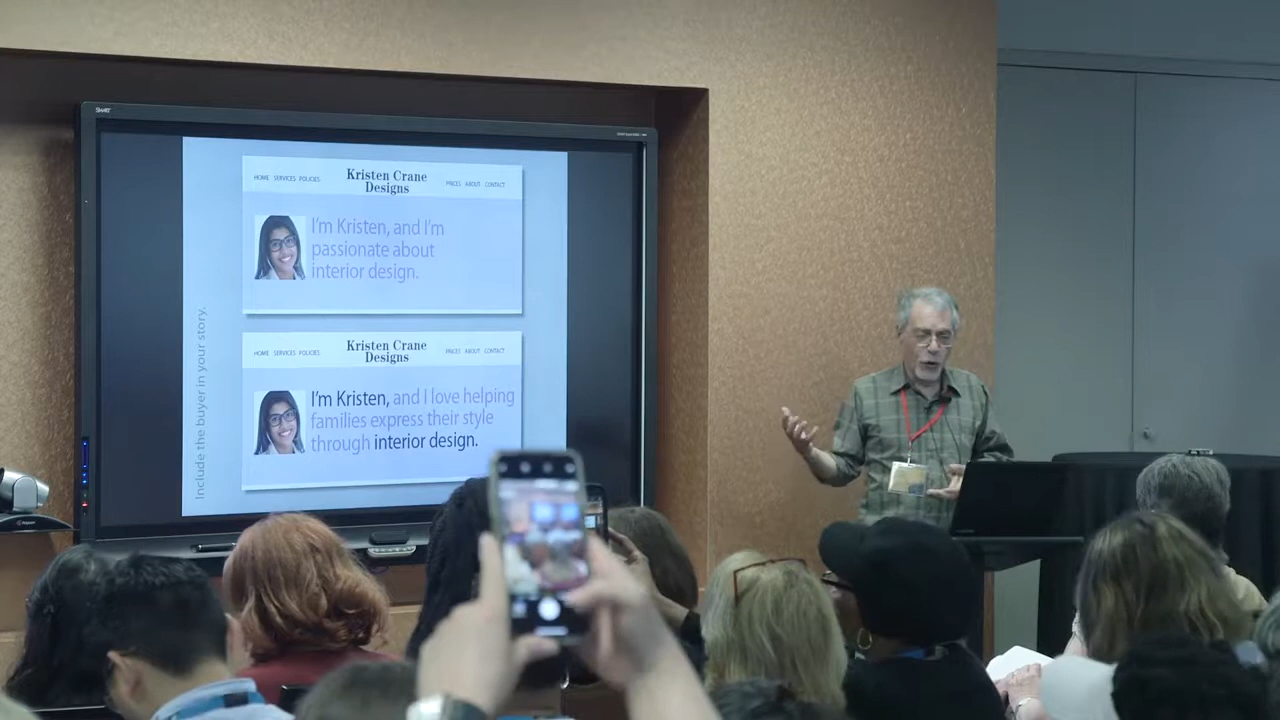 SMART
HOME SERVICES POLICIES
Kristen Crane
Designs
PRICES ABOUT CONTACT
I'm Kristen, and I'm
passionate about
interior design.
HOME SERVICES POLICIES
Kristen Crane
Designs
PRICES ABOUT CONTACT
I'm Kristen, and I love helping
families express their style
through interior design.
Include the buyer in your story.